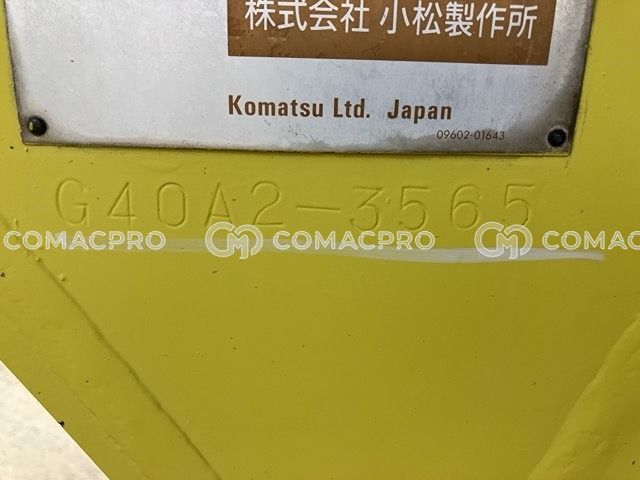 株式会社 小松製作所
Komatsu Ltd. Japan
09602-01643
G40A2-3565
COMACPRO COMACPRO COMAC